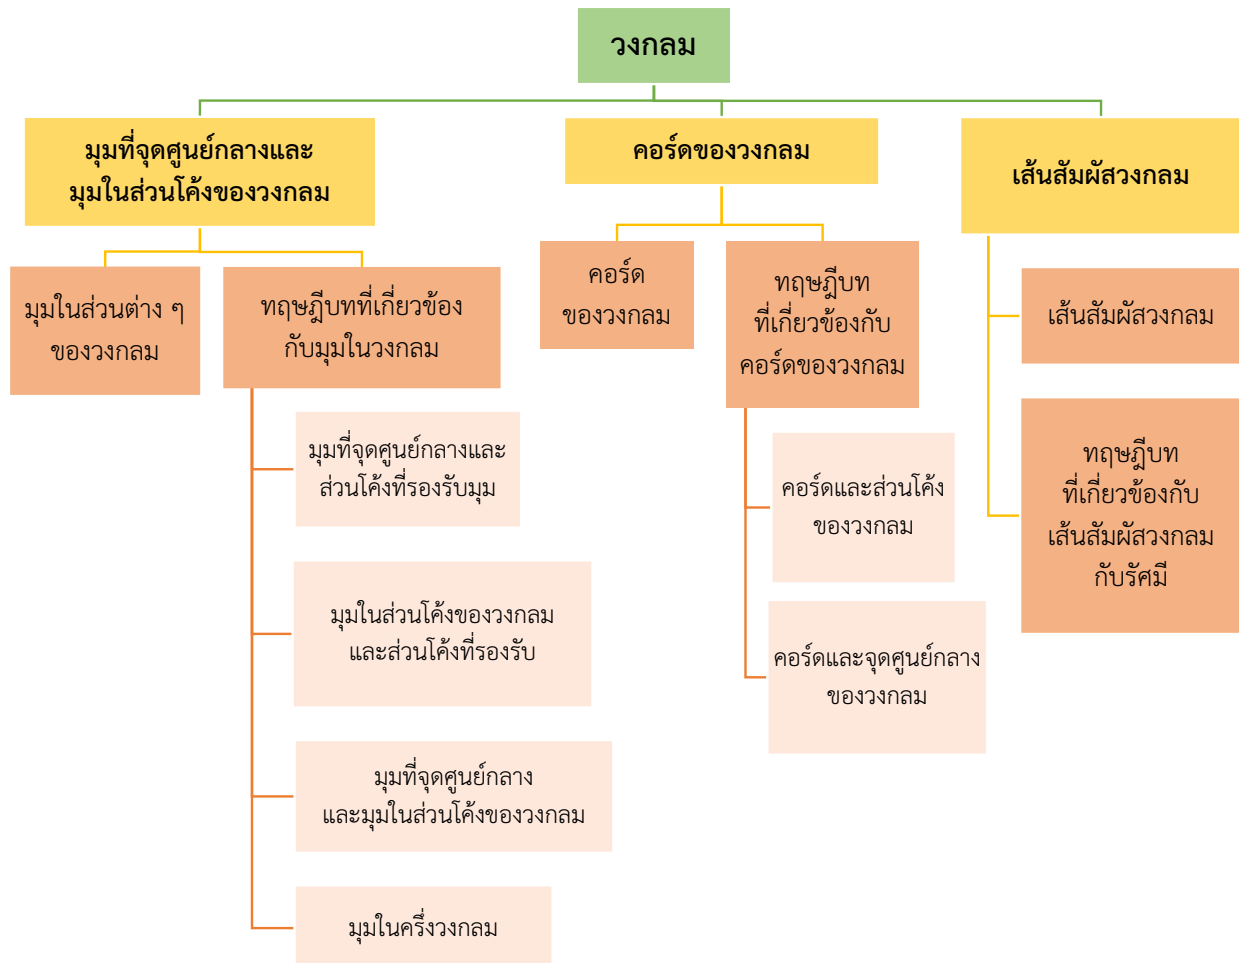 วงกลม
มุมที่จุดศูนย์กลางและ
มุมในส่วนโค้งของวงกลม
คอร์ดของวงกลม
เส้นสัมผัสวงกลม
มุมในส่วนต่าง ๆ
ของวงกลม
ทฤษฎีบทที่เกี่ยวข้อง
กับมุมในวงกลม
คอร์ด
ของวงกลม
ทฤษฎีบท
ที่เกี่ยวข้องกับ
คอร์ดของวงกลม
เส้นสัมผัสวงกลม
ทฤษฎีบท
ที่เกี่ยวข้องกับ
เส้นสัมผัสวงกลม
กับรัศมี
มุมที่จุดศูนย์กลางและ
ส่วนโค้งที่รองรับมุม
มุมในส่วนโค้งของวงกลม
และส่วนโค้งที่รองรับ
มุมที่จุดศูนย์กลาง
และมุมในส่วนโค้งของวงกลม
มุมในครึ่งวงกลม
คอร์ดและส่วนโค้ง
ของวงกลม
คอร์ดและจุดศูนย์กลาง
ของวงกลม